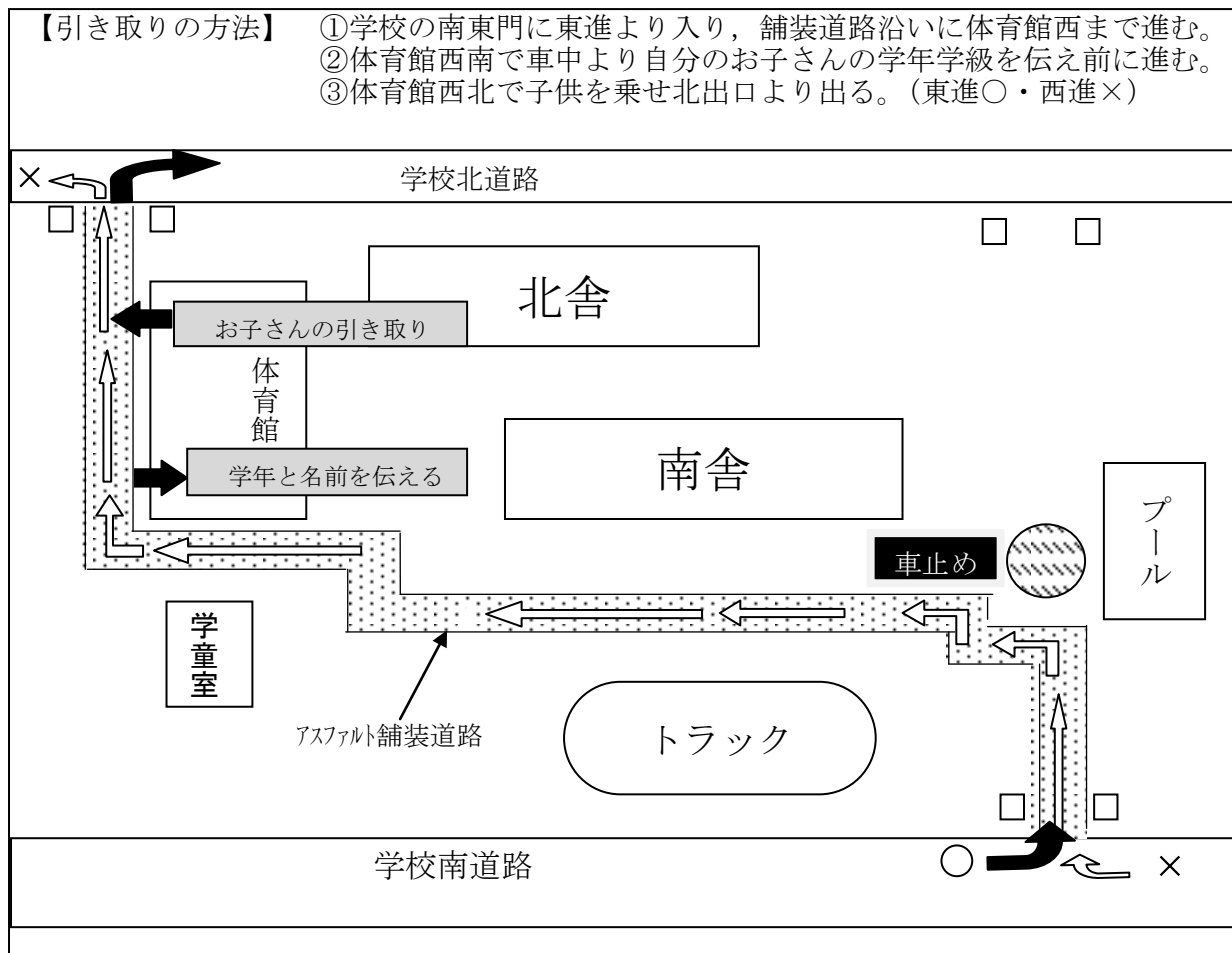 【引き取りの方法】 ①学校の南東門に東進より入り，舗装道路沿いに体育館西まで進む。
②体育館西南で車中より自分のお子さんの学年学級を伝え前に進む。
③体育館西北で子供を乗せ北出口より出る。（東進○・西進×）
×
学校北道路
北舎
お子さんの引き取り
体育館
学年と名前を伝える
南舎
プール
車止め
学童室
ｱｽﾌｧﾙﾄ舗装道路
トラック
学校南道路
○ ×